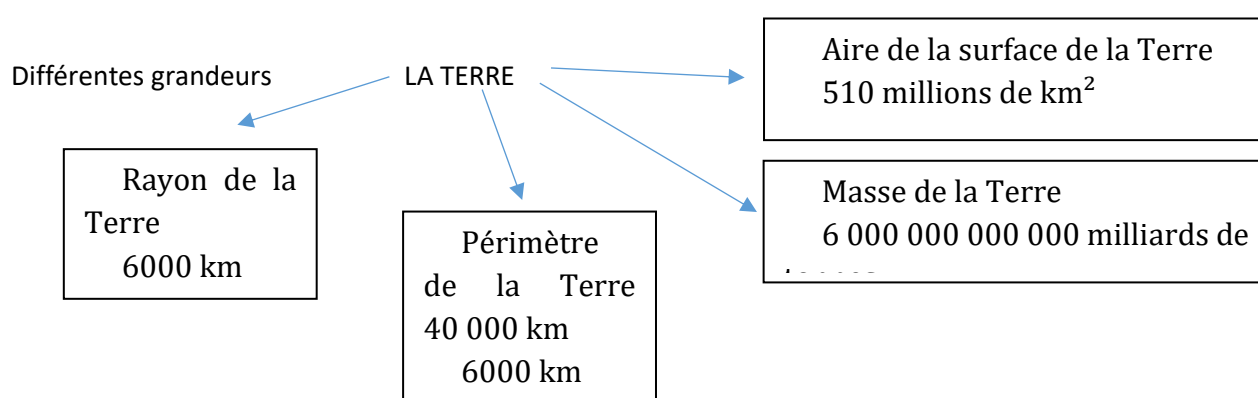 Différentes grandeurs
LA TERRE
Aire de la surface de la Terre
510 millions de km²
Rayon de la
Terre
6000 km
Périmètre
de la Terre
40 000 km
6000 km
Masse de la Terre
6 000 000 000 000 milliards de